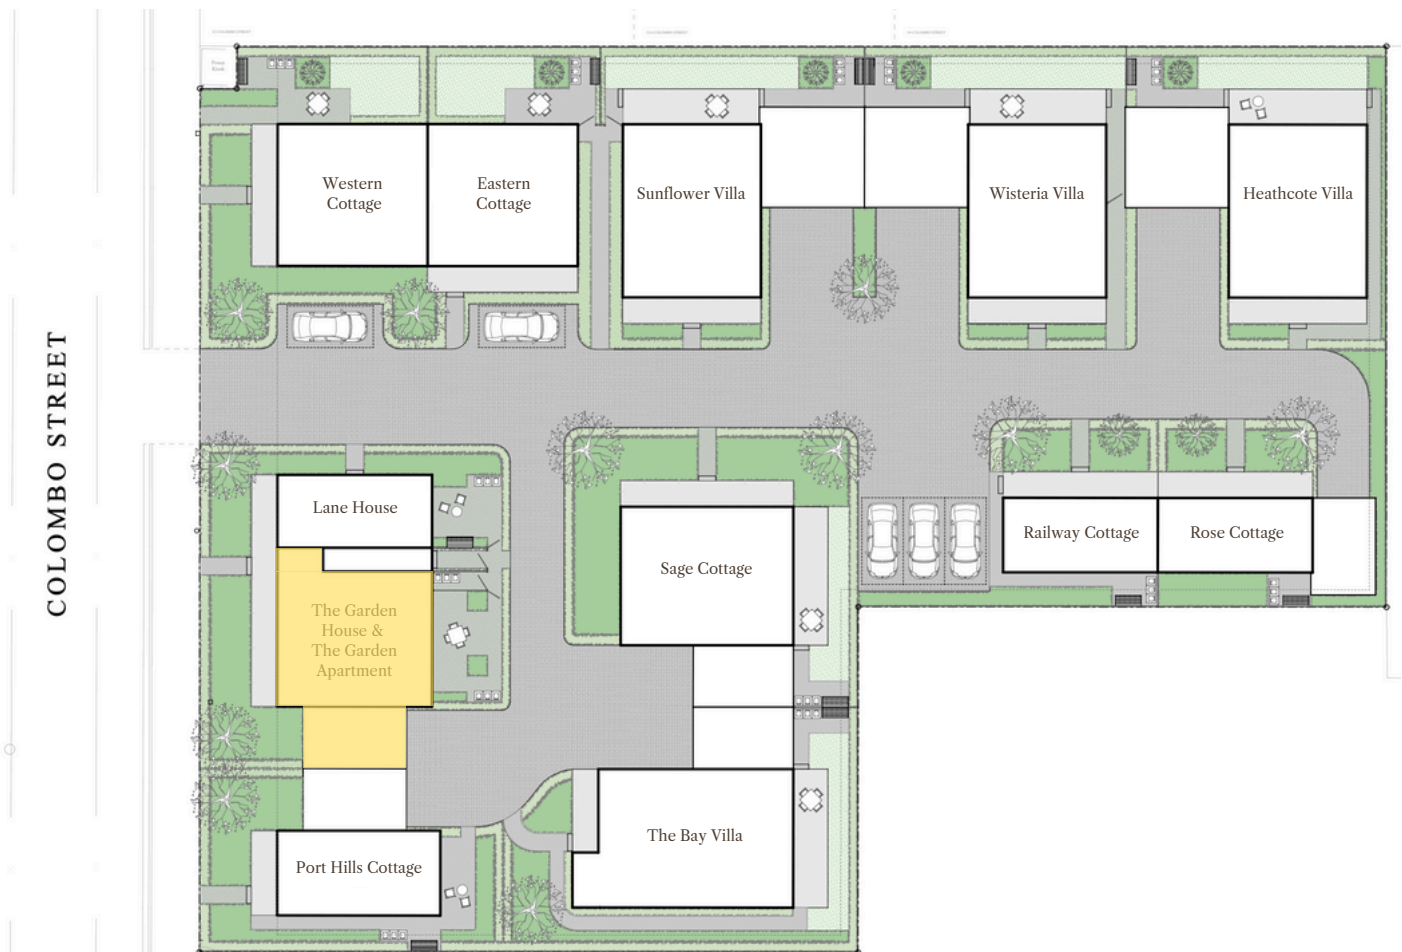 Western
Cottage
Eastern
Cottage
Sunflower Villa
Wisteria Villa
Heathcote Villa
COLOMBO STREET
Lane House
Railway Cottage
Rose Cottage
Sage Cottage
The Garden
House &
The Garden
Apartment
The Bay Villa
Port Hills Cottage